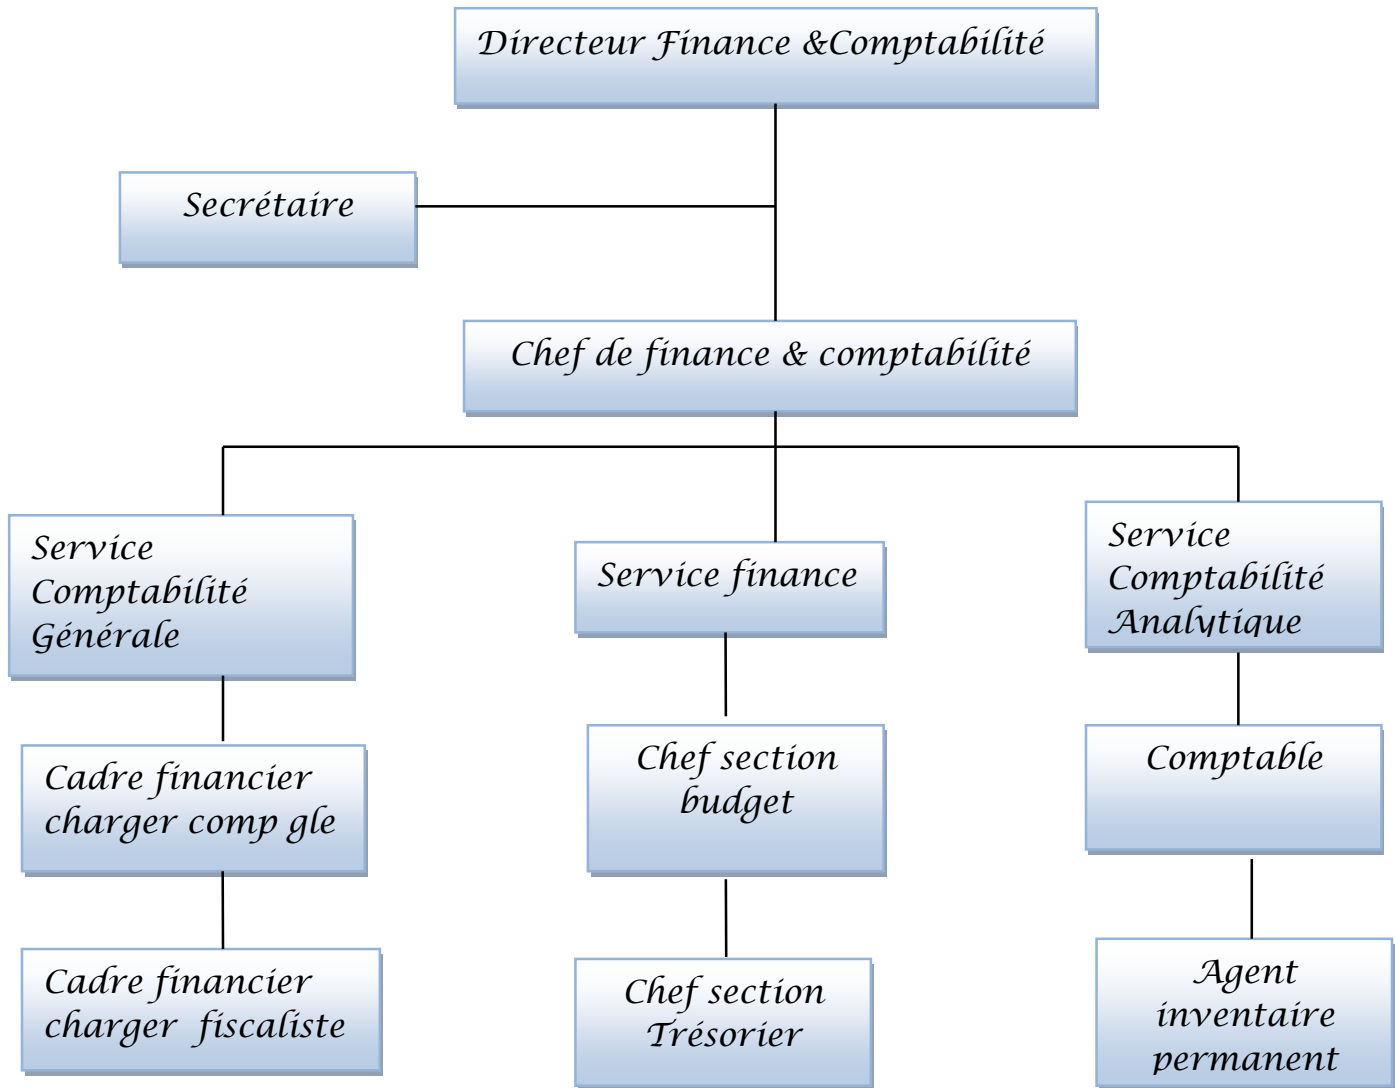 Directeur Finance &Comptabilité
Secrétaire
Chef de finance & comptabilité
Service
Comptabilité
Générale
Service finance
Service
Comptabilité
Analytique
Cadre financier
charger comp gle
Chef section
budget
Comptable
Cadre financier
charger fiscaliste
Chef section
Trésorier
Agent
inventaire
permanent